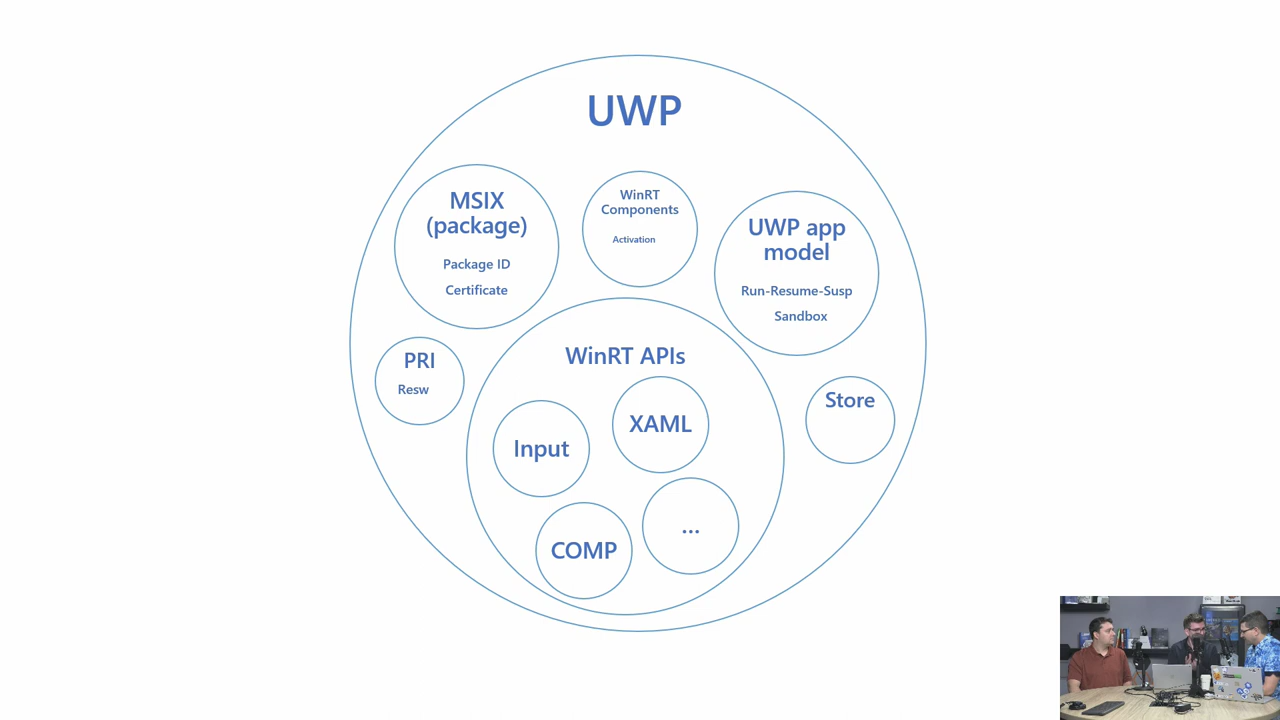 UWP
MSIX
(package)
Package ID
Certificate
WinRT
Components
Activation
UWP app
model
Run-Resume-Susp
Sandbox
PRI
Resw
WinRT APIs
Store
Input
XAML
COMP
...